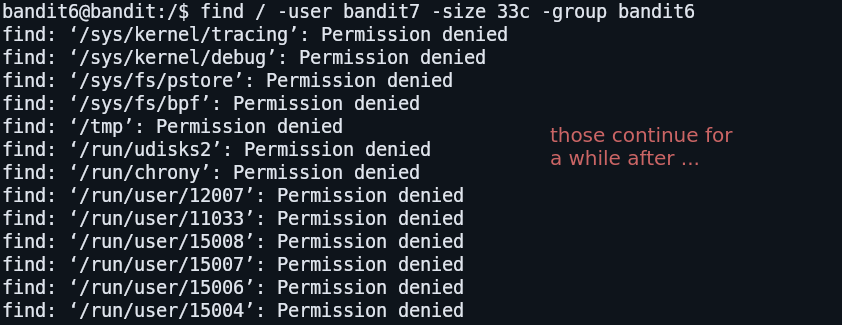 bandit6@bandit:/$ find / -user bandit7 -size 33c -group bandit6
find: ‘/sys/kernel/tracing’: Permission denied
find: ‘/sys/kernel/debug’: Permission denied
find: ‘/sys/fs/pstore’: Permission denied
find: ‘/sys/fs/bpf’: Permission denied
find: ‘/tmp’: Permission denied
find: ‘/run/udisks2’: Permission denied
find: ‘/run/chrony’: Permission denied
find: ‘/run/user/12007’: Permission denied
find: ‘/run/user/11033’: Permission denied
find: ‘/run/user/15008’: Permission denied
find: ‘/run/user/15007’: Permission denied
find: ‘/run/user/15006’: Permission denied
find: ‘/run/user/15004’: Permission denied
those continue for
a while after ...